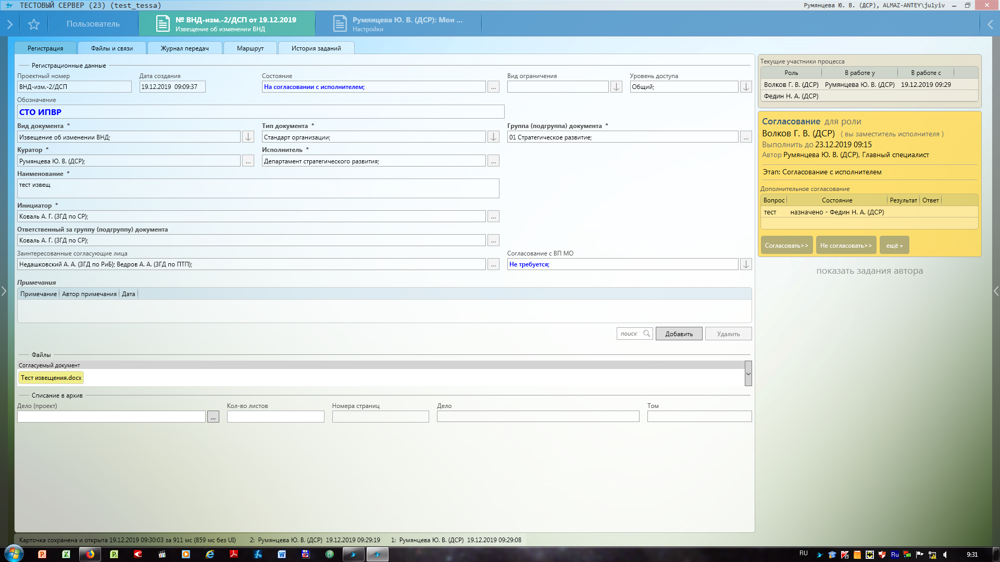 ТЕСТОВЫЙ СЕРВЕР (23) (test_tessa)
Румянцева Ю. В. (ДСР), ALMAZ-ANTEY\julyiv
Пользователь
№ ВНД-изм.-2/ДСП от 19.12.2019
Извещение об изменении ВНД
Румянцева Ю. В. (ДСР): Мои ...
Настройки
Регистрация
Файлы и связи
Журнал передач
Маршрут
История заданий
Регистрационные данные
Проектный номер
Дата создания
Состояние
Вид ограничения
Уровень доступа
ВНД-изм.-2/ДСП
19.12.2019 09:09:37
На согласовании с исполнителем;
...
Общий;
Обозначение
СТО ИПВР
Вид документа *
Тип документа *
Группа (подгруппа) документа *
Извещение об изменении ВНД;
Стандарт организации;
01 Стратегическое развитие;
...
Куратор *
Исполнитель *
Румянцева Ю. В. (ДСР);
...
Департамент стратегического развития;
...
Наименование *
тест извещ
Инициатор *
Коваль А. Г. (ЗГД по СР);
...
Ответственный за группу (подгруппу) документа
Коваль А. Г. (ЗГД по СР);
...
Заинтересованные согласующие лица
Согласование с ВП МО
Недашковский А. А. (ЗГД по РиБ); Ведров А. А. (ЗГД по ПТП);
...
Не требуется;
Примечания
Примечание
Автор примечания
Дата
поиск
Добавить
Удалить
Файлы
Согласуемый документ
Тест извещения.docx
Списание в архив
Дело (проект)
Кол-во листов
Номера страниц
Дело
Том
...
Текущие участники процесса
Роль
В работе у
В работе с
Волков Г. В. (ДСР)
Румянцева Ю. В. (ДСР)
19.12.2019 09:29
Федин Н. А. (ДСР)
Согласование для роли
Волков Г. В. (ДСР) ( вы заместитель исполнителя )
Выполнить до 23.12.2019 09:15
Автор Румянцева Ю. В. (ДСР), Главный специалист
Этап: Согласование с исполнителем
Дополнительное согласование
Вопрос
Состояние
Результат
Ответ
тест
назначено - Федин Н. А. (ДСР)
Согласовать>>
Не согласовать>>
ещё
показать задания автора
Карточка сохранена и открыта 19.12.2019 09:30:03 за 911 мс (859 мс без UI)
2: Румянцева Ю. В. (ДСР) 19.12.2019 09:29:19
1: Румянцева Ю. В. (ДСР) 19.12.2019 09:29:08
RU
Ru
9:31